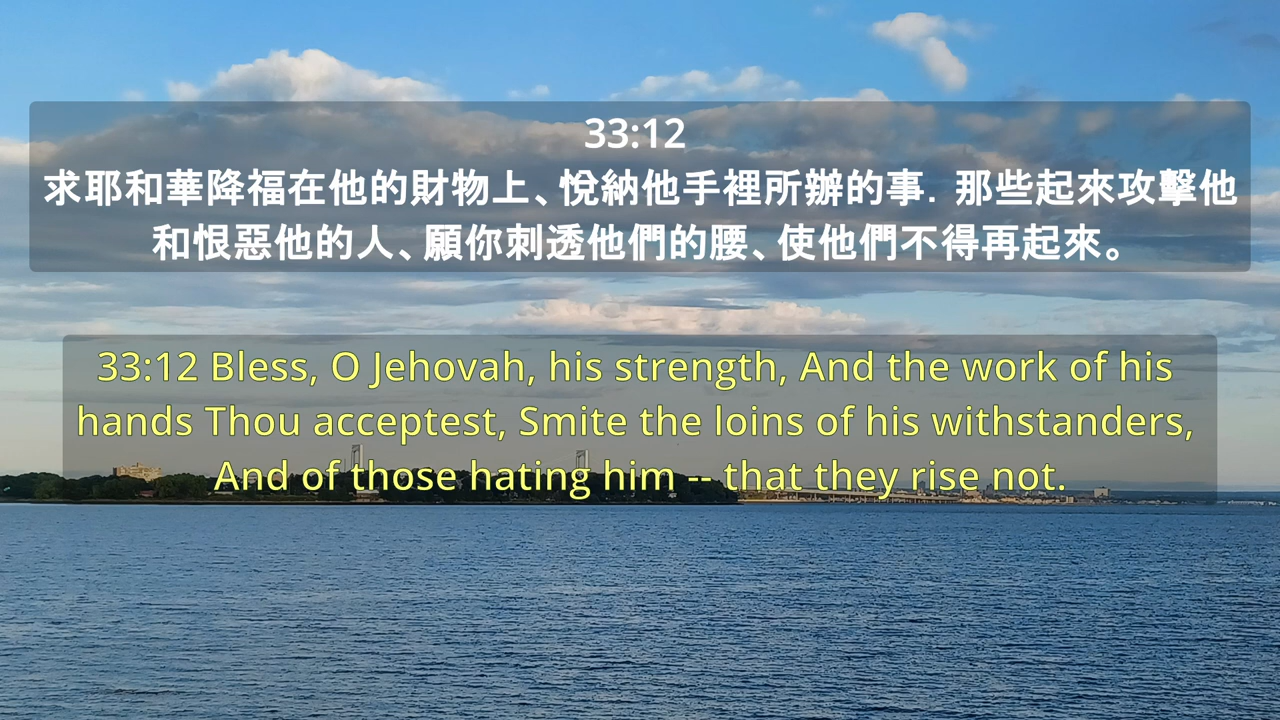 33:12
求耶和華降福在他的財物上、悅納他手裡所辦的事．那些起來攻擊他
和恨惡他的人、願你刺透他們的腰、使他們不得再起來。
33:12 Bless, O Jehovah, his strength, And the work of his
hands Thou acceptest, Smite the loins of his withstanders,
And of those hating him -- that they rise not.